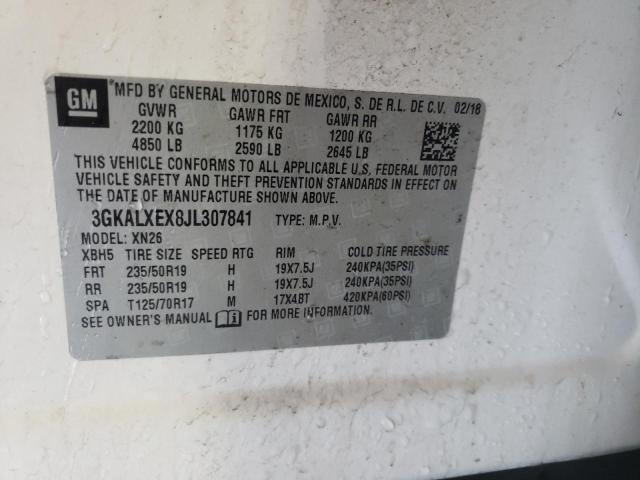 GM *MFD BY GENERAL MOTORS DE MEXICO, S. DE R.L. DE C.V. 02/18
GVWR GAWR FRT GAWR RR
2200 KG 1175 KG 1200 KG
4850 LB 2590 LB 2645 LB
THIS VEHICLE CONFORMS TO ALL APPLICABLE U.S. FEDERAL MOTOR
VEHICLE SAFETY AND THEFT PREVENTION STANDARDS IN EFFECT ON
THE DATE OF MANUFACTURE SHOWN ABOVE.
3GKALXEX8JL307841 TYPE: M.P.V.
MODEL: XN26
XBH5 TIRE SIZE SPEED RTG RIM COLD TIRE PRESSURE
FRT 235/50R19 H 19X7.5J 240KPA(35PSI)
RR 235/50R19 H 19X7.5J 240KPA(35PSI)
SPA T125/70R17 M 17X4BT 420KPA(60PSI)
SEE OWNER'S MANUAL FOR MORE INFORMATION.